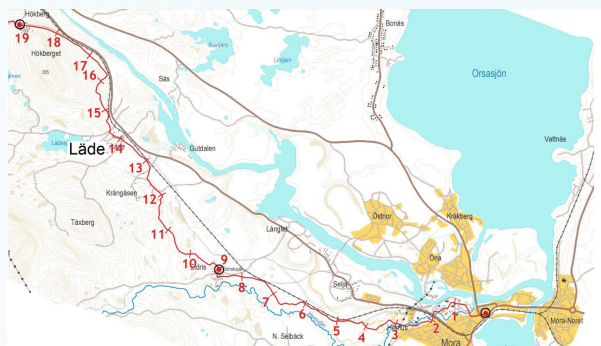 Hökberg
19
18
Hökberget
17
16
385
Bonäs
Orsasjön
Säs
15
Läde
14
Gutdalen
Vattnäs
13
Krångåsen
12
Täxberg
11
Östnor
Kråkberg
Långlet
10
9
Öna
8
Selja
7
6
1
2
5
4
3
Mora-Noret
N. Selbäck
Mora